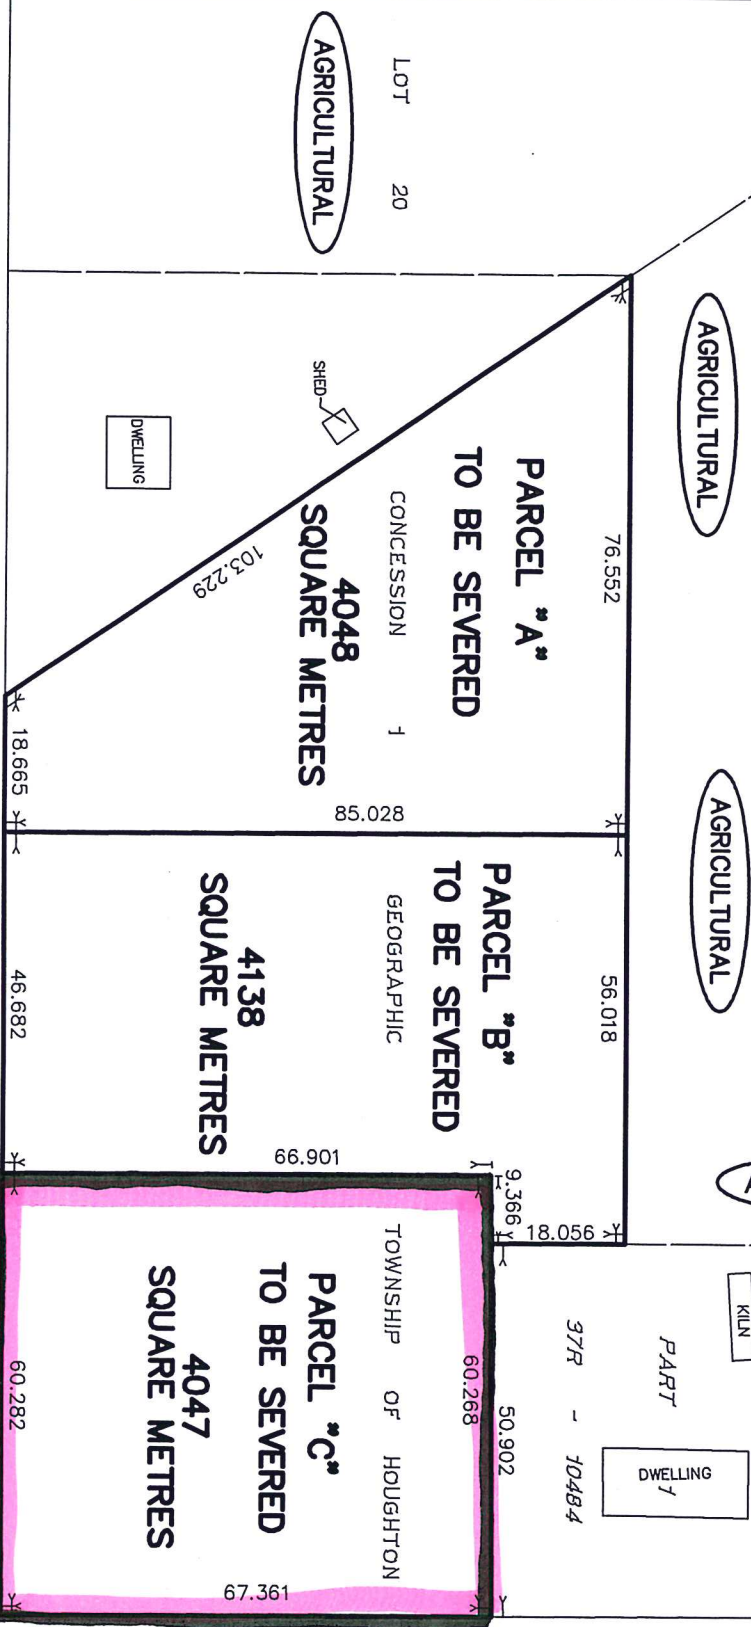 LOT 20
AGRICULTURAL
AGRICULTURAL
AGRICULTURAL
SHED
DWELLING
PARCEL "A"
TO BE SEVERED
CONCESSION 1
4048
SQUARE METRES
76.552
103.229
18.665
85.028
PARCEL "B"
TO BE SEVERED
GEOGRAPHIC
4138
SQUARE METRES
56.018
46.682
66.901
9.366
18.056
TOWNSHIP OF HOUGHTON
PARCEL "C"
TO BE SEVERED
4047
SQUARE METRES
60.268
50.902
60.282
67.361
KILN
PART 1
37R - 10484
DWELLING